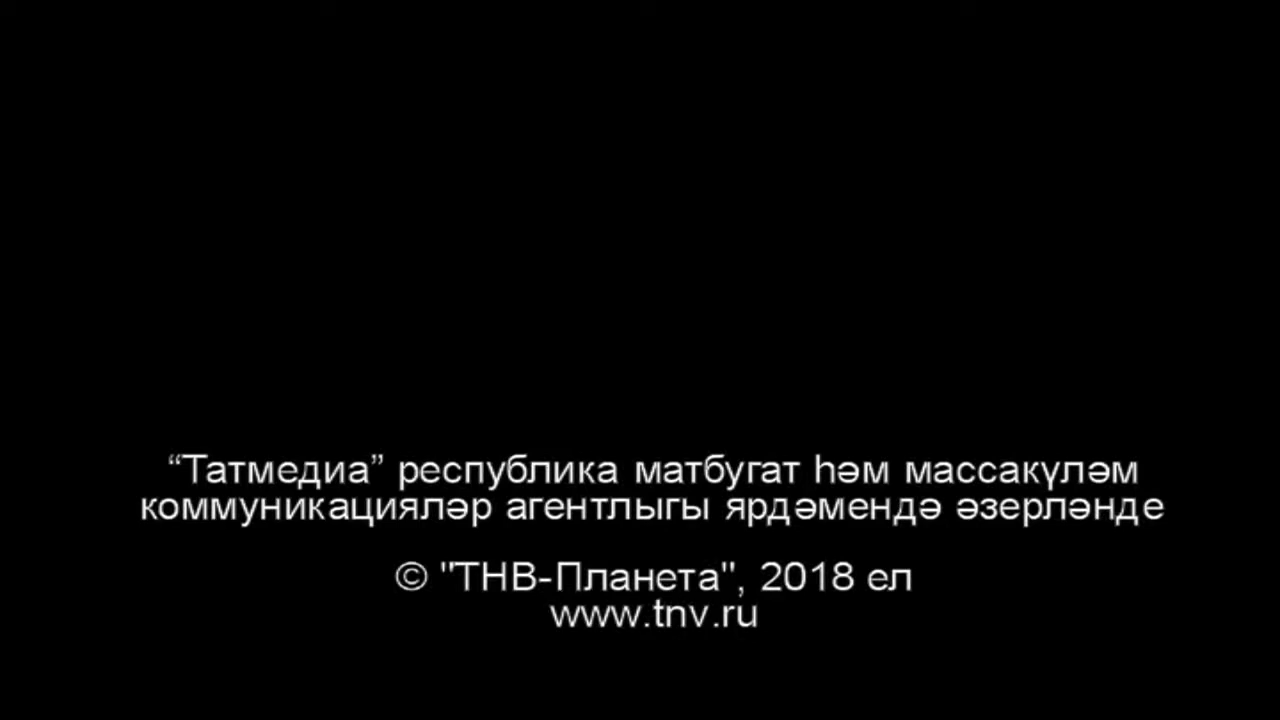 “Татмедиа” республика матбугат һәм массакүләм
коммуникацияләр агентлыгы ярдәмендә әзерләнде
© "ТНВ-Планета", 2018 ел
www.tnv.ru